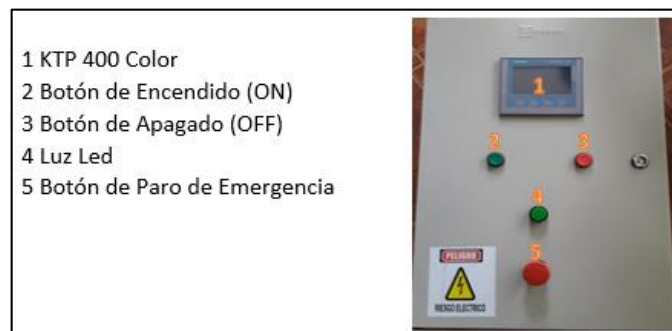 1 KTP 400 Color
2 Botón de Encendido (ON)
3 Botón de Apagado (OFF)
4 Luz Led
5 Botón de Paro de Emergencia
1
2
3
4
5
PELIGRO
RIESGO ELECTRICO